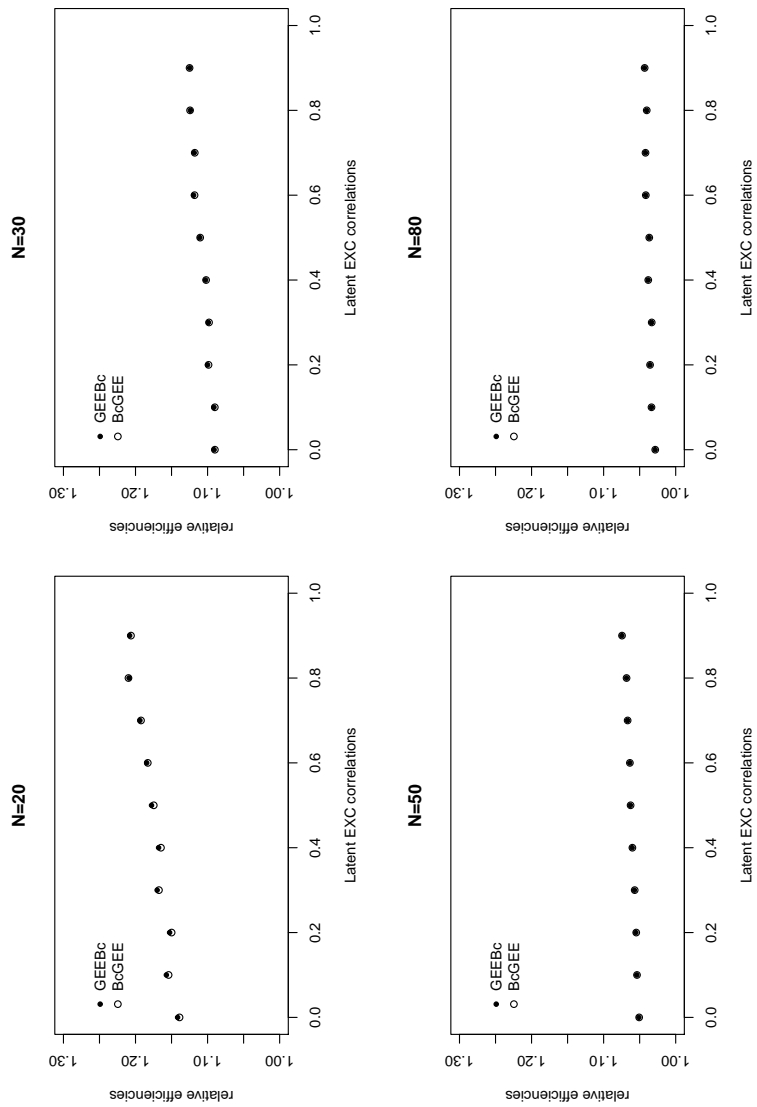 N=20
relative efficiencies
1.30
1.20
1.10
1.00
GEEBc
BcGEE
0.0 0.2 0.4 0.6 0.8 1.0
Latent EXC correlations
N=30
relative efficiencies
1.30
1.20
1.10
1.00
GEEBc
BcGEE
0.0 0.2 0.4 0.6 0.8 1.0
Latent EXC correlations
N=50
relative efficiencies
1.30
1.20
1.10
1.00
GEEBc
BcGEE
0.0 0.2 0.4 0.6 0.8 1.0
Latent EXC correlations
N=80
relative efficiencies
1.30
1.20
1.10
1.00
GEEBc
BcGEE
0.0 0.2 0.4 0.6 0.8 1.0
Latent EXC correlations